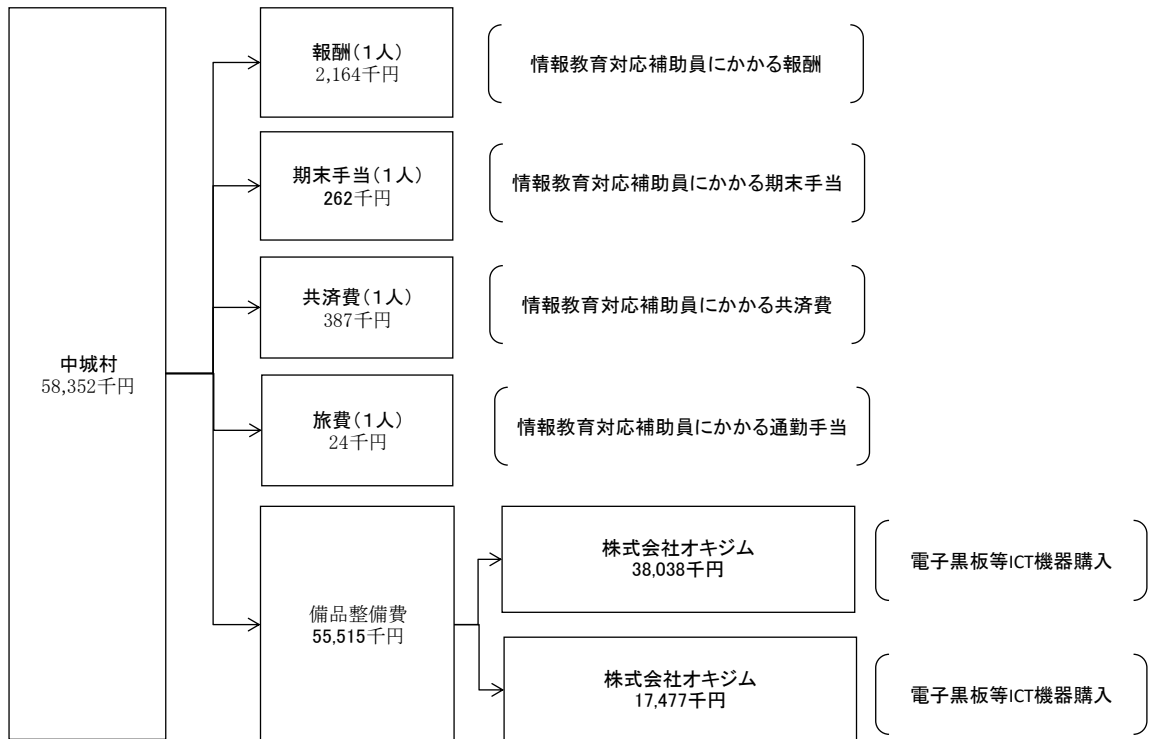 報酬（１人）
2,164千円
情報教育対応補助員にかかる報酬
期末手当（１人）
262千円
情報教育対応補助員にかかる期末手当
共済費（１人）
387千円
情報教育対応補助員にかかる共済費
中城村
58,352千円
旅費（１人）
24千円
情報教育対応補助員にかかる通勤手当
備品整備費
55,515千円
株式会社オキジム
38,038千円
電子黒板等ICT機器購入
株式会社オキジム
17,477千円
電子黒板等ICT機器購入